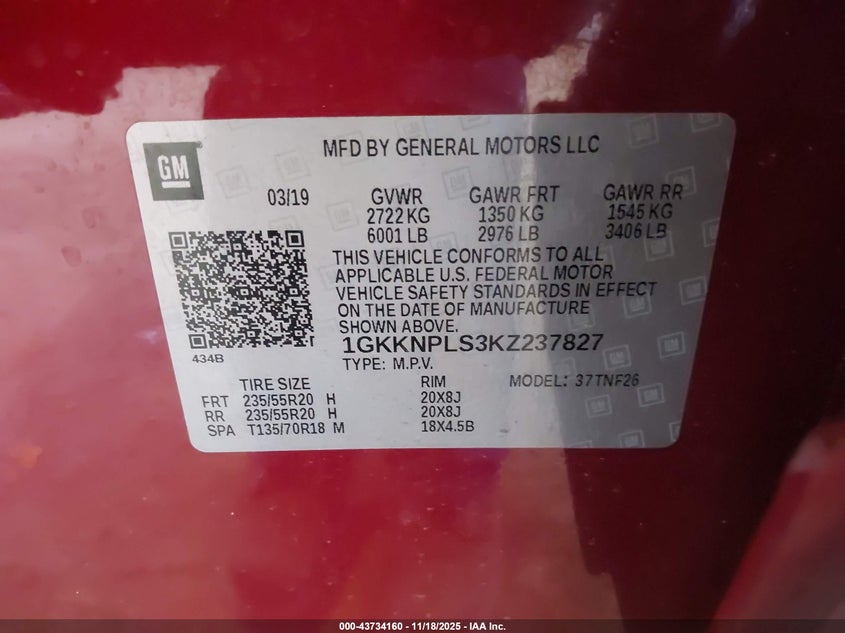 GM
MFD BY GENERAL MOTORS LLC
03/19 GVWR GAWR FRT GAWR RR
2722 KG 1350 KG 1545 KG
6001 LB 2976 LB 3406 LB
THIS VEHICLE CONFORMS TO ALL
APPLICABLE U.S. FEDERAL MOTOR
VEHICLE SAFETY STANDARDS IN EFFECT
ON THE DATE OF MANUFACTURE
SHOWN ABOVE.
434B
1GKKNPLS3KZ237827
TYPE: M.P.V.
TIRE SIZE RIM MODEL: 37TNF26
FRT 235/55R20 H 20X8J
RR 235/55R20 H 20X8J
SPA T135/70R18 M 18X4.5B
000-43734160 - 11/18/2025 - IAA Inc.